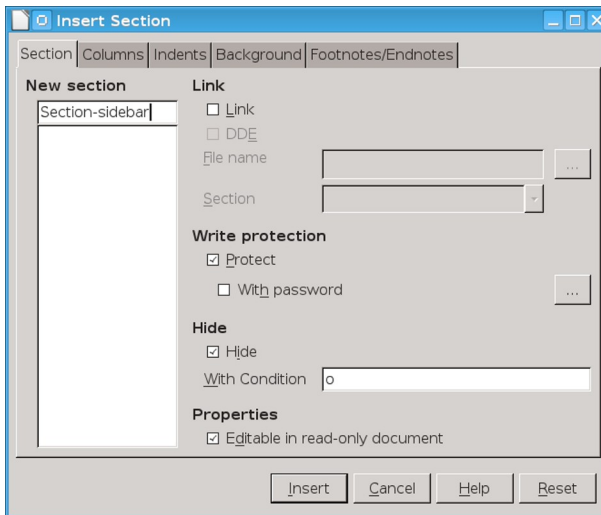 Insert Section
Section Columns Indents Background Footnotes/Endnotes
New section
Section-sidebar
Link
Link
DDE
File name
...
Section
Write protection
Protect
With password
...
Hide
Hide
With Condition o
Properties
Editable in read-only document
Insert Cancel Help Reset